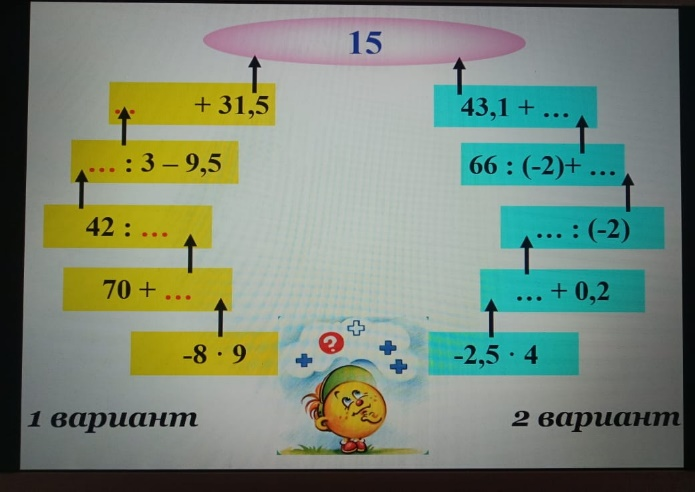 15
... + 31,5
... : 3 – 9,5
42 : ...
70 + ...
-8 · 9
1 вариант
43,1 + ...
66 : (-2)+ ...
... : (-2)
... + 0,2
-2,5 · 4
2 вариант
?